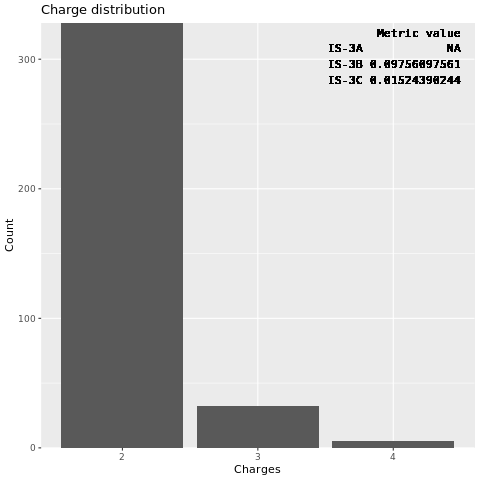 Charge distribution
Metric value
IS-3A NA
IS-3B 0.09756097561
IS-3C 0.01524390244
300
200
100
0
Count
2 3 4
Charges